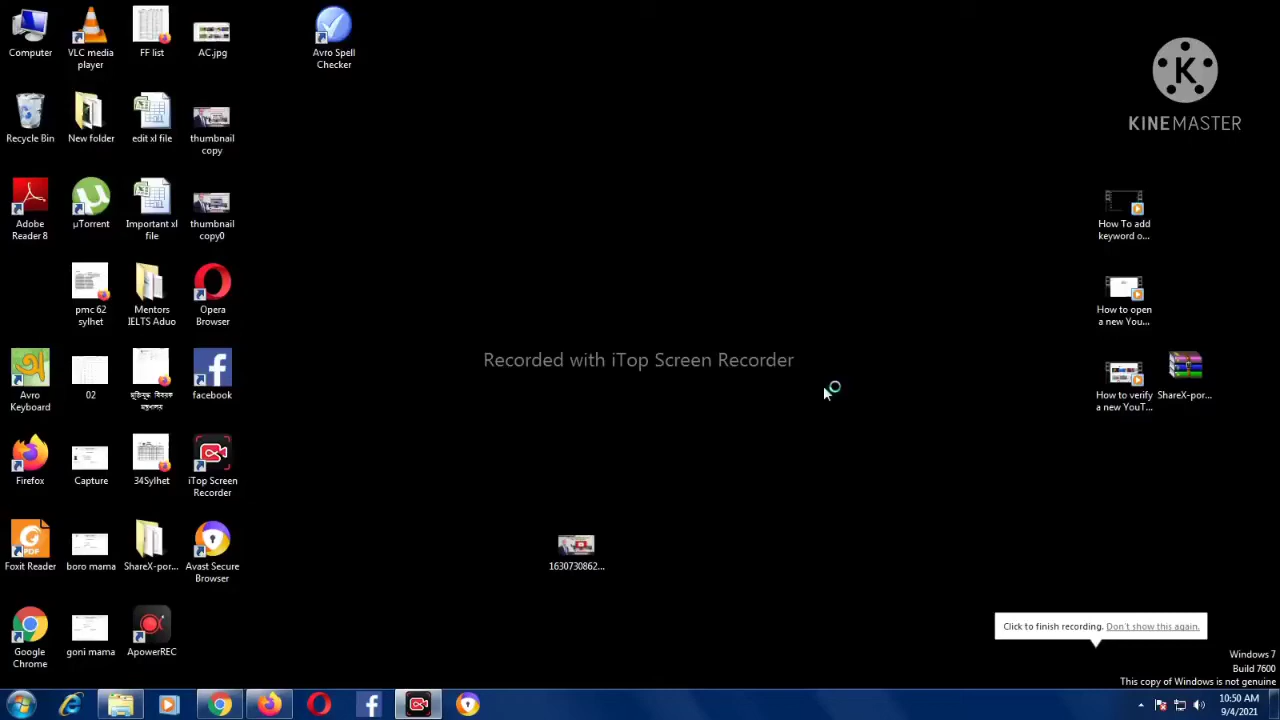 Computer
VLC media
player
FF list
AC.jpg
Avro Spell
Checker
K
KINEMASTER
Recycle Bin
New folder
edit xl file
thumbnail
copy
Adobe
Reader 8
µTorrent
Important xl
file
thumbnail
copy0
How To add
keyword o...
pmc 62
sylhet
Mentors
IELTS Aduo
Opera
Browser
How to open
a new You...
Recorded with iTop Screen Recorder
Avro
Keyboard
02
মুক্তিযুদ্ধ বিষয়ক
মন্ত্রণালয়
facebook
How to verify
a new YouT...
ShareX-por...
Firefox
Capture
34Sylhet
iTop Screen
Recorder
Foxit Reader
boro mama
ShareX-por...
Avast Secure
Browser
1630730862...
Google
Chrome
goni mama
ApowerREC
Click to finish recording. Don't show this again.
Windows 7
Build 7600
This copy of Windows is not genuine
10:50 AM
9/4/2021